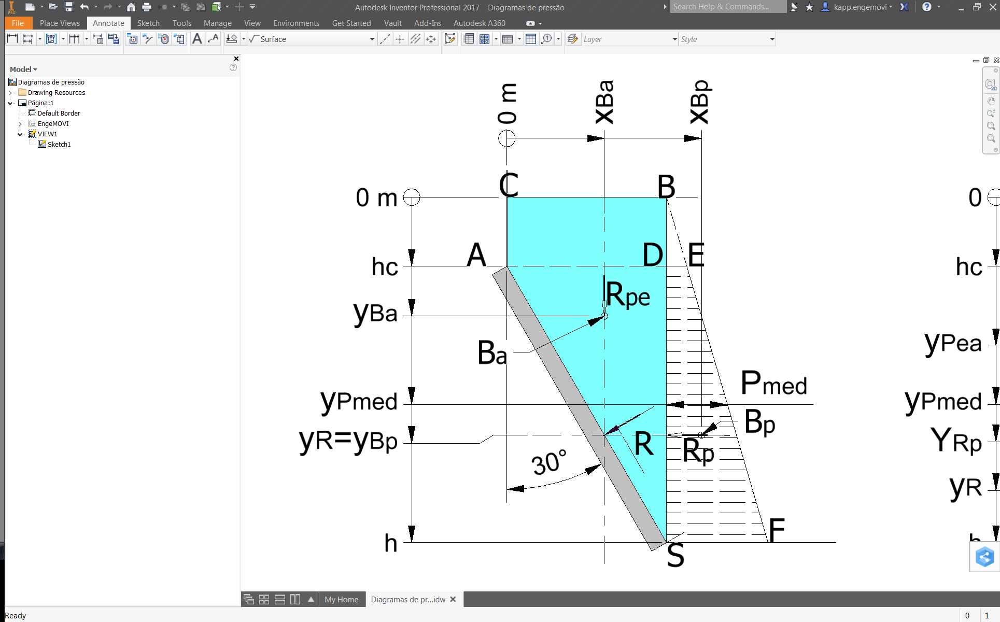 PRO
Autodesk Inventor Professional 2017 Diagramas de pressão
Search Help & Commands...
kapp.engemovi
File Place Views Annotate Sketch Tools Manage View Environments Get Started Vault Add-Ins Autodesk A360
Surface
Layer
Style
Model
Diagramas de pressão
Drawing Resources
Página:1
Default Border
EngeMOVI
VIEW1
Sketch1
2D
0 m
xBa
xBp
C
B
0 m
0
A
D
E
hc
hc
Rpe
yBa
Ba
yPea
Pmed
yPmed
yPmed
Bp
yR=yBp
R
Rp
YRp
30°
yR
F
h
h
S
My Home
Diagramas de pr...idw
Ready
0 1